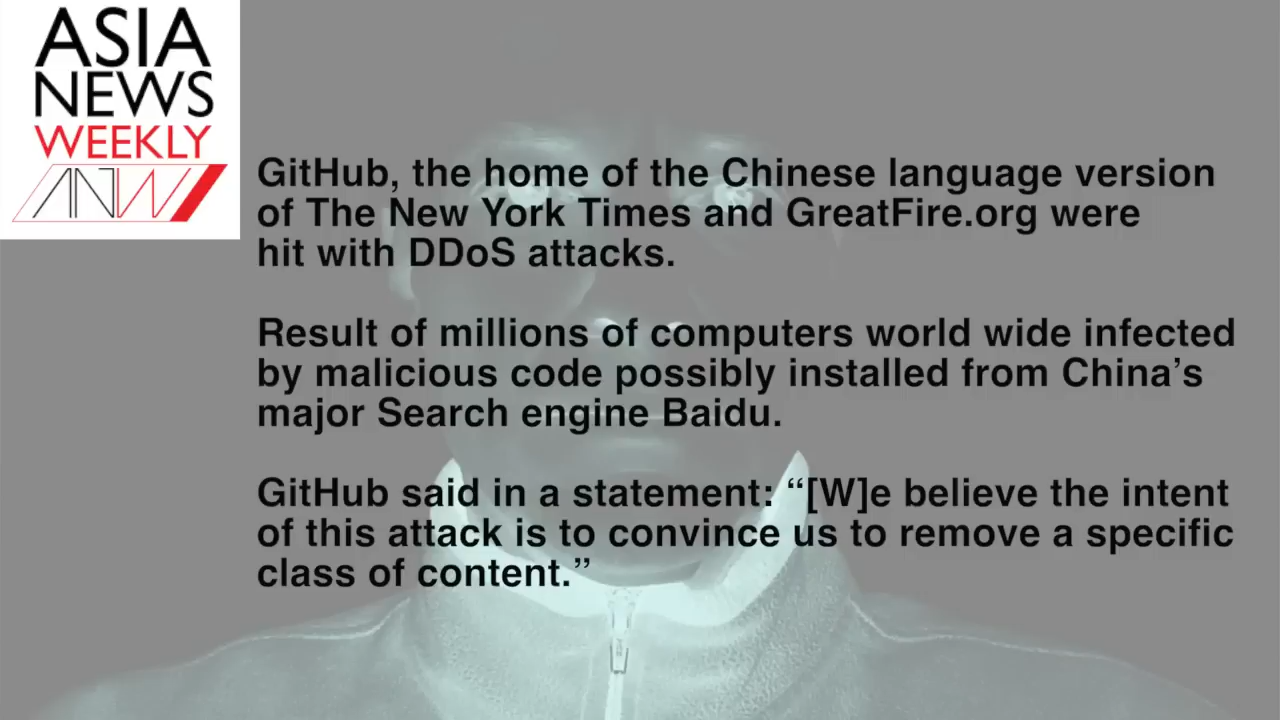 ASIA
NEWS
WEEKLY
ANW
GitHub, the home of the Chinese language version
of The New York Times and GreatFire.org were
hit with DDoS attacks.
Result of millions of computers world wide infected
by malicious code possibly installed from China’s
major Search engine Baidu.
GitHub said in a statement: “[W]e believe the intent
of this attack is to convince us to remove a specific
class of content.”